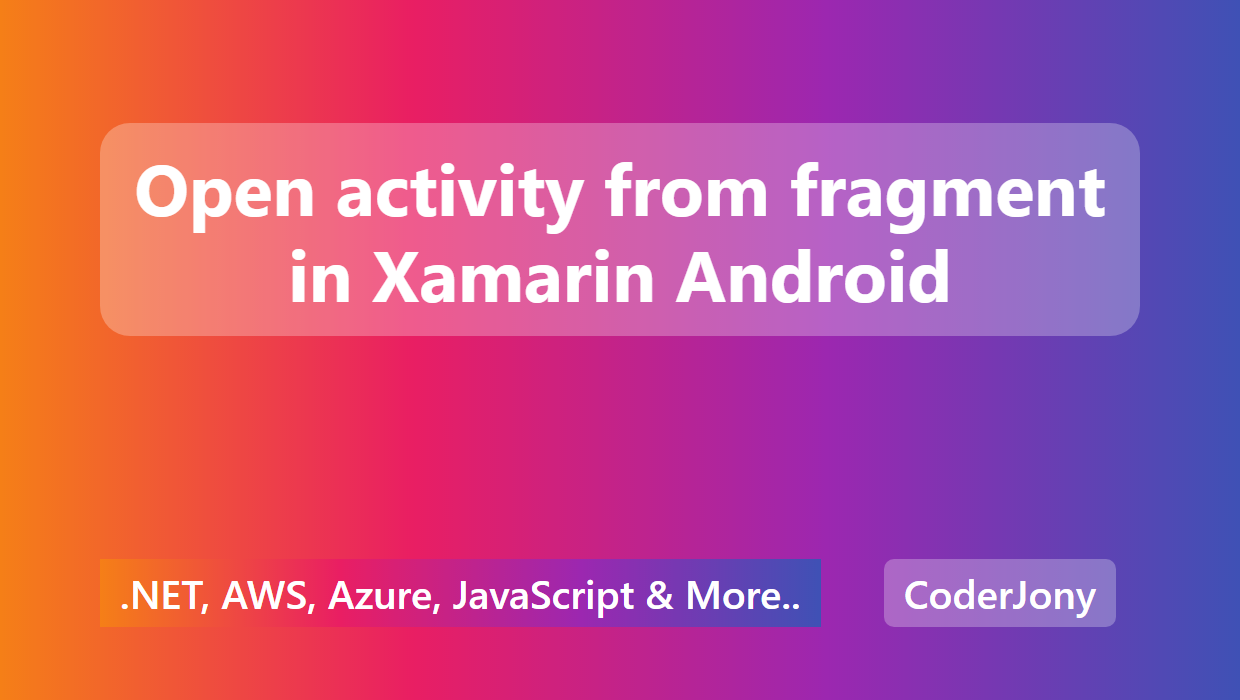 Open activity from fragment
in Xamarin Android
.NET, AWS, Azure, JavaScript & More..
CoderJony